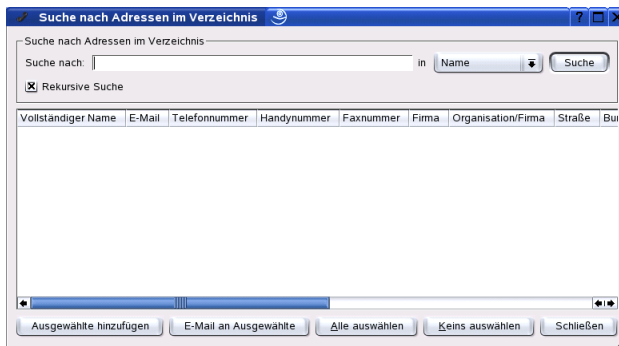 Suche nach Adressen im Verzeichnis
Suche nach Adressen im Verzeichnis
Suche nach: in Name Suche
Rekursive Suche
Vollständiger Name E-Mail Telefonnummer Handynummer Faxnummer Firma Organisation/Firma Straße Bu
Ausgewählte hinzufügen E-Mail an Ausgewählte Alle auswählen Keins auswählen Schließen